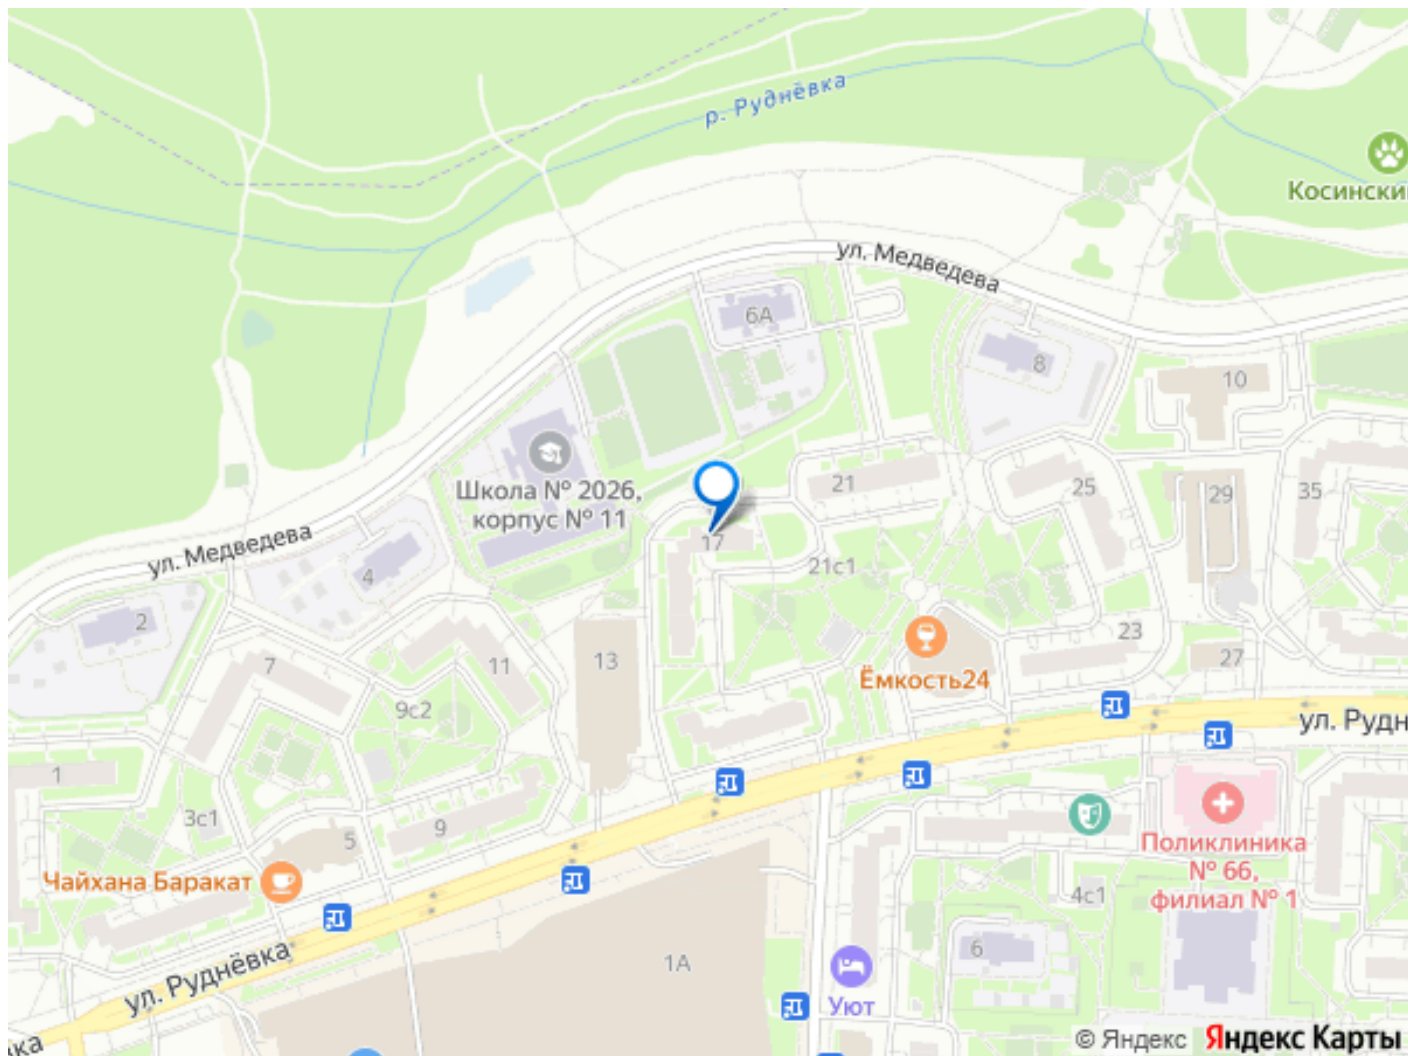 р. Руднёвка
Косински
ул. Медведева
6А
8
10
Школа № 2026,
корпус № 11
21
25
29
35
17
ул. Медведева
4
21с1
2
23
13
27
7
11
Ёмкость24
9с2
ул. Рудн
1
3с1
9
5
Поликлиника
№ 66,
филиал № 1
Чайхана Баракат
4с1
6
1А
ул. Руднёвка
Уют
ка
© Яндекс Яндекс Карты